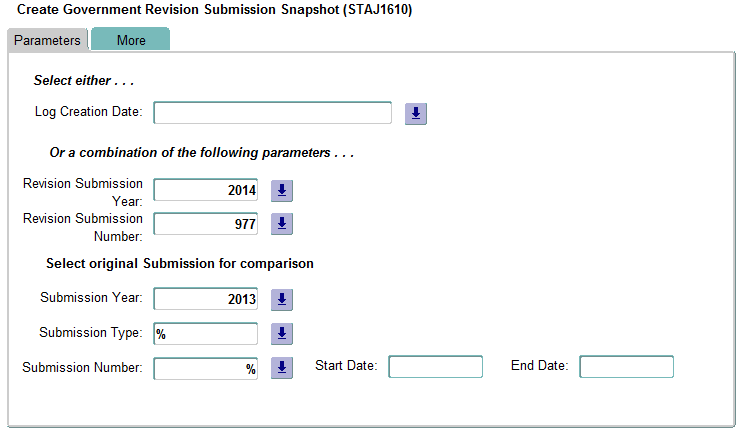 Create Government Revision Submission Snapshot (STAJ1610)
Parameters More
Select either . . .
Log Creation Date:
Or a combination of the following parameters . . .
Revision Submission
Year: 2014
Revision Submission
Number: 977
Select original Submission for comparison
Submission Year: 2013
Submission Type: %
Submission Number: % Start Date: End Date: